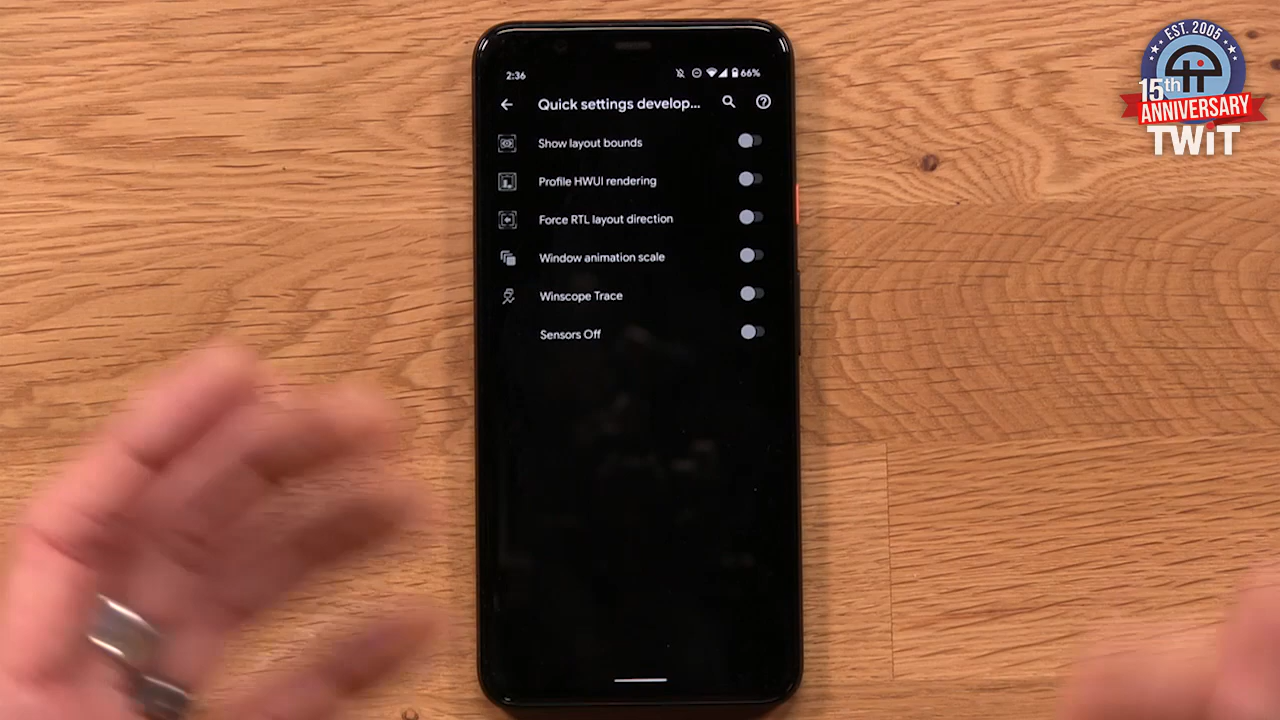 2:36
66%
Quick settings develop...
Show layout bounds
Profile HWUI rendering
Force RTL layout direction
Window animation scale
Winscope Trace
Sensors Off
EST. 2005
15th
ANNIVERSARY
TWiT